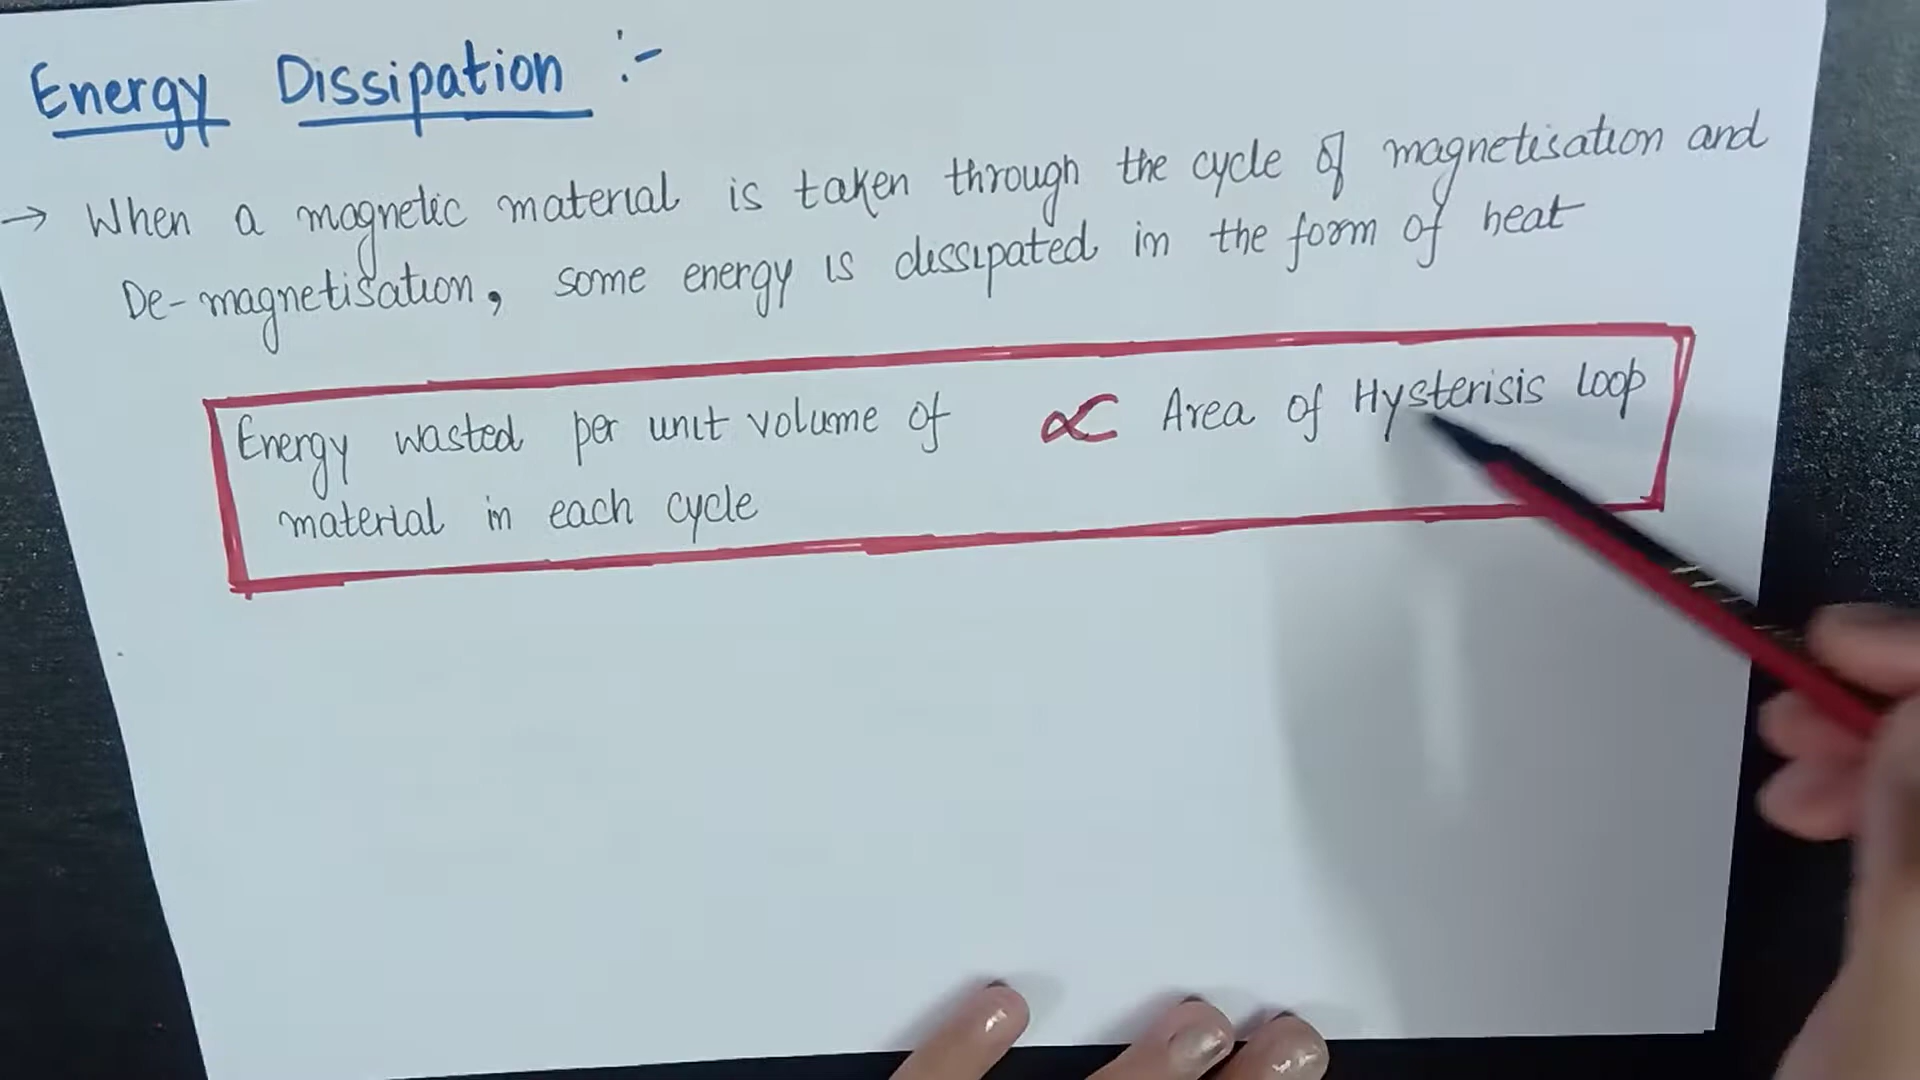 Energy Dissipation :-
→ When a magnetic material is taken through the cycle of magnetisation and
De-magnetisation, some energy is dissipated in the form of heat
Energy wasted per unit volume of ∝ Area of Hysterisis loop
material in each cycle